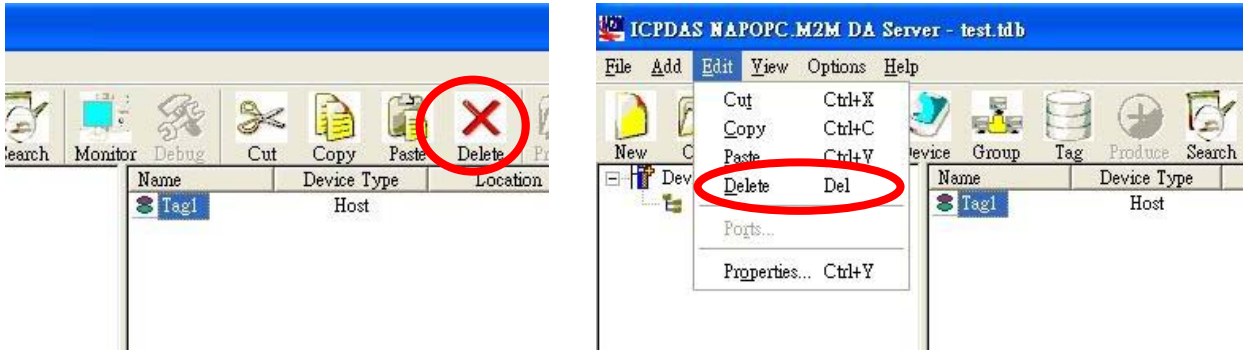 Search Monitor Debug Cut Copy Paste Delete
Name Device Type Location
Tag1 Host
ICPDAS NAPOPC.M2M DA Server - test.tdb
File Add Edit View Options Help
New Device Group Tag Produce Search
Cut Ctrl+X
Copy Ctrl+C
Paste Ctrl+V
Delete Del
Ports...
Properties... Ctrl+Y
Name Device Type
Tag1 Host